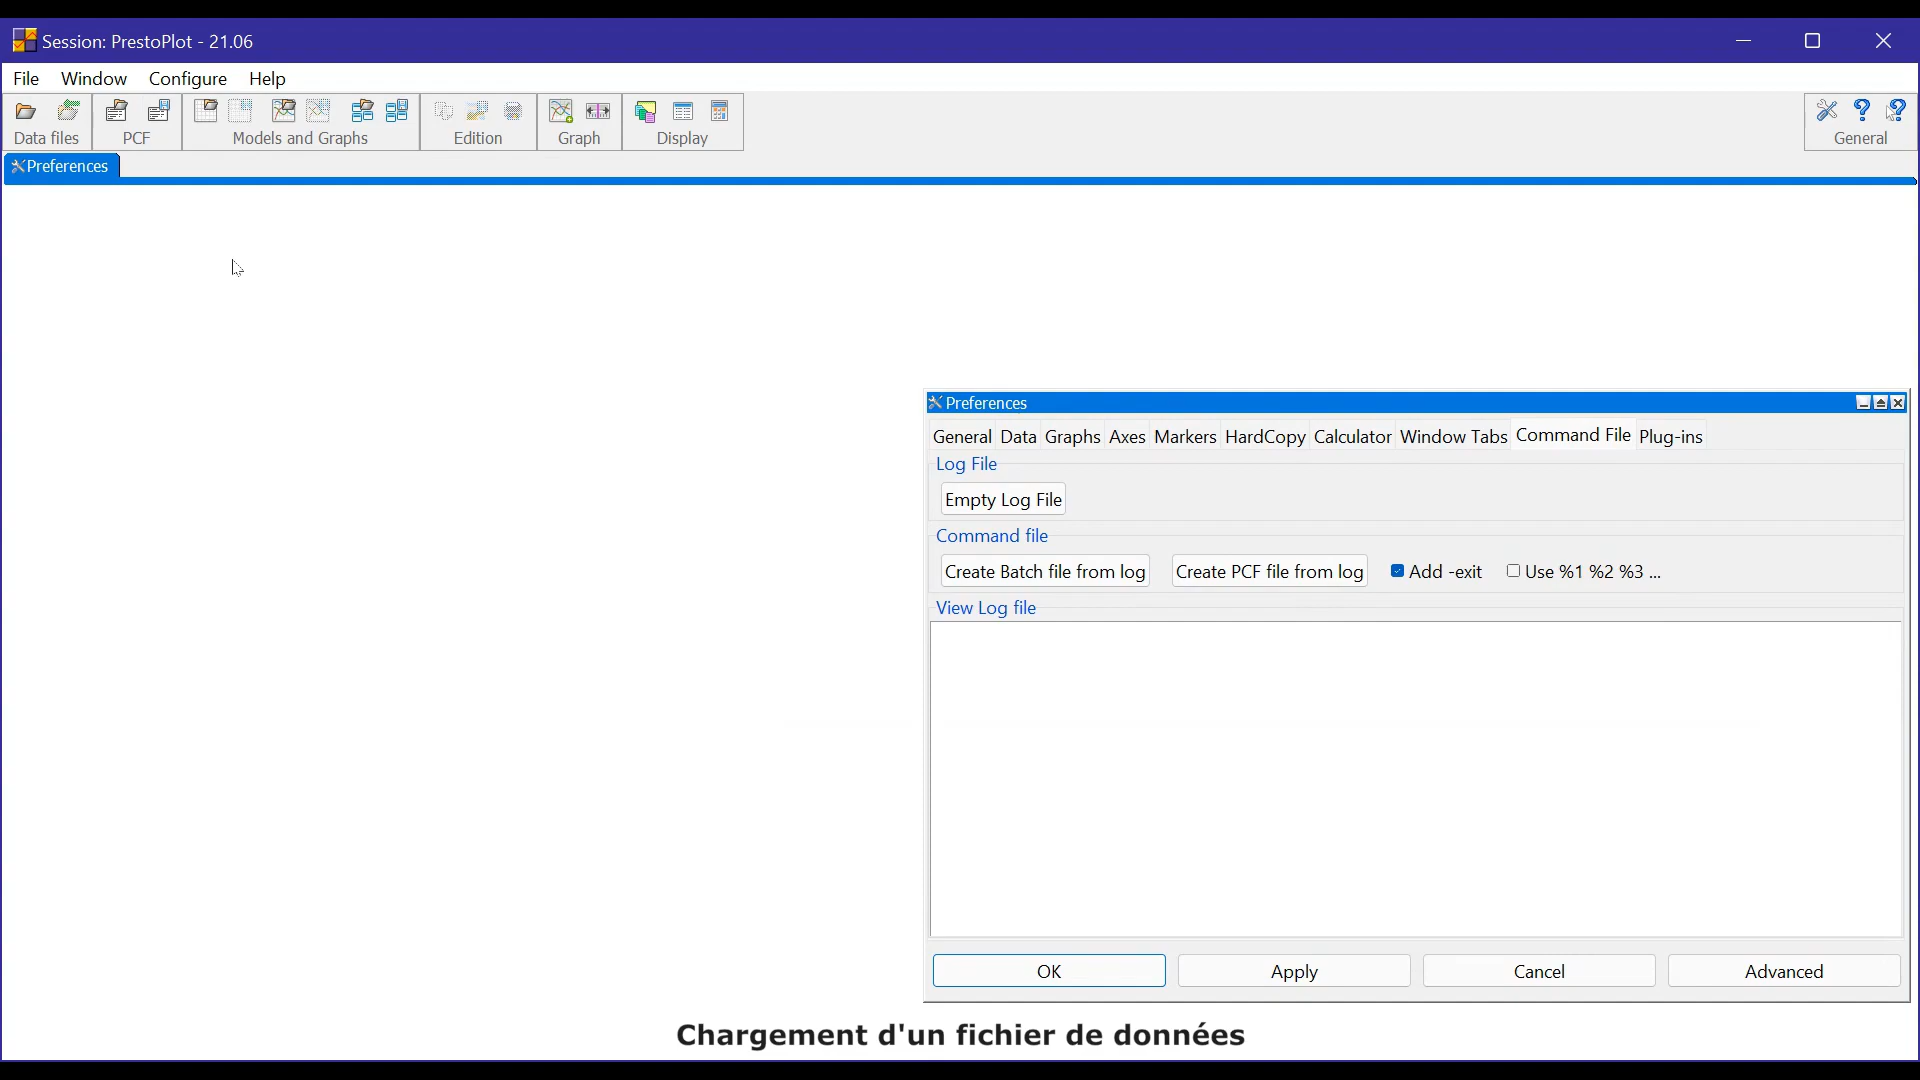 Session: PrestoPlot - 21.06
File Window Configure Help
Data files PCF Models and Graphs Edition Graph Display General
Preferences
Preferences
General Data Graphs Axes Markers HardCopy Calculator Window Tabs Command File Plug-ins
Log File
Empty Log File
Command file
Create Batch file from log Create PCF file from log Add -exit Use %1 %2 %3 ...
View Log file
OK Apply Cancel Advanced
Chargement d'un fichier de données